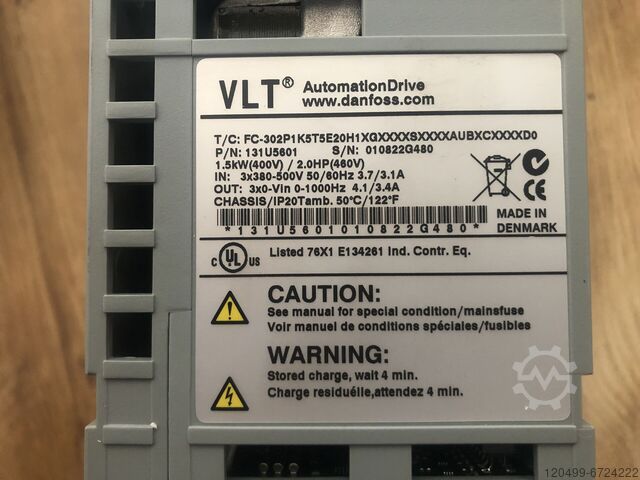 VLT® AutomationDrive
www.danfoss.com
T/C: FC-302P1K5T5E20H1XGXXXXSXXXXAUBXCXXXXD0
P/N: 131U5601 S/N: 010822G480
1.5kW(400V) / 2.0HP(460V)
IN: 3x380-500V 50/60Hz 3.7/3.1A
OUT: 3x0-Vin 0-1000Hz 4.1/3.4A
CHASSIS/IP20Tamb. 50°C/122°F
*131U5601010822G480*
MADE IN
DENMARK
c UL US Listed 76X1 E134261 Ind. Contr. Eq.
CAUTION:
See manual for special condition/mainsfuse
Voir manuel de conditions spéciales/fusibles
WARNING:
Stored charge, wait 4 min.
Charge residuélle,attendez 4 min.
120499-6724222